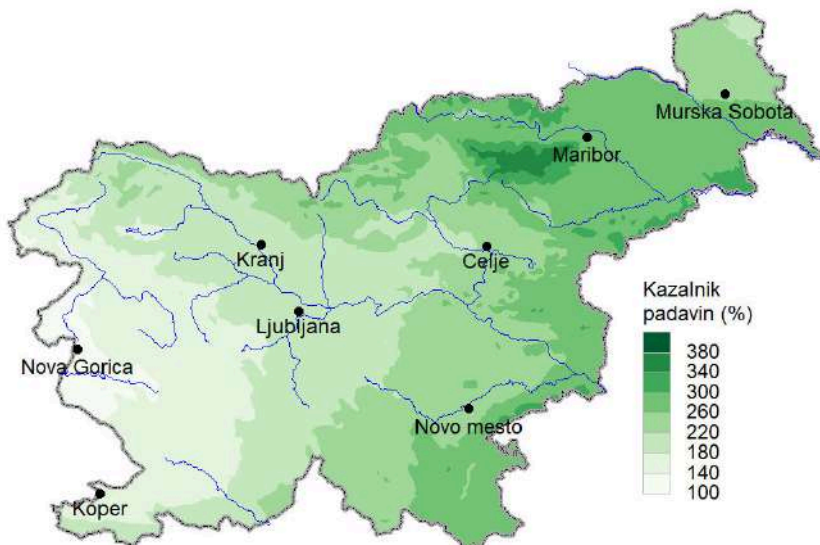 Murska Sobota
Maribor
Kranj
Celje
Ljubljana
Nova Gorica
Novo mesto
Koper
Kazalnik
padavin (%)
380
340
300
260
220
180
140
100